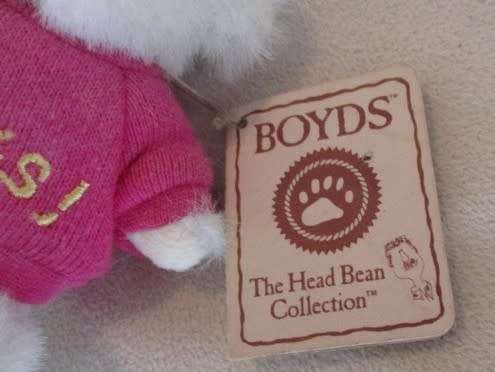 s!
BOYDS™
The Head Bean
Collection™